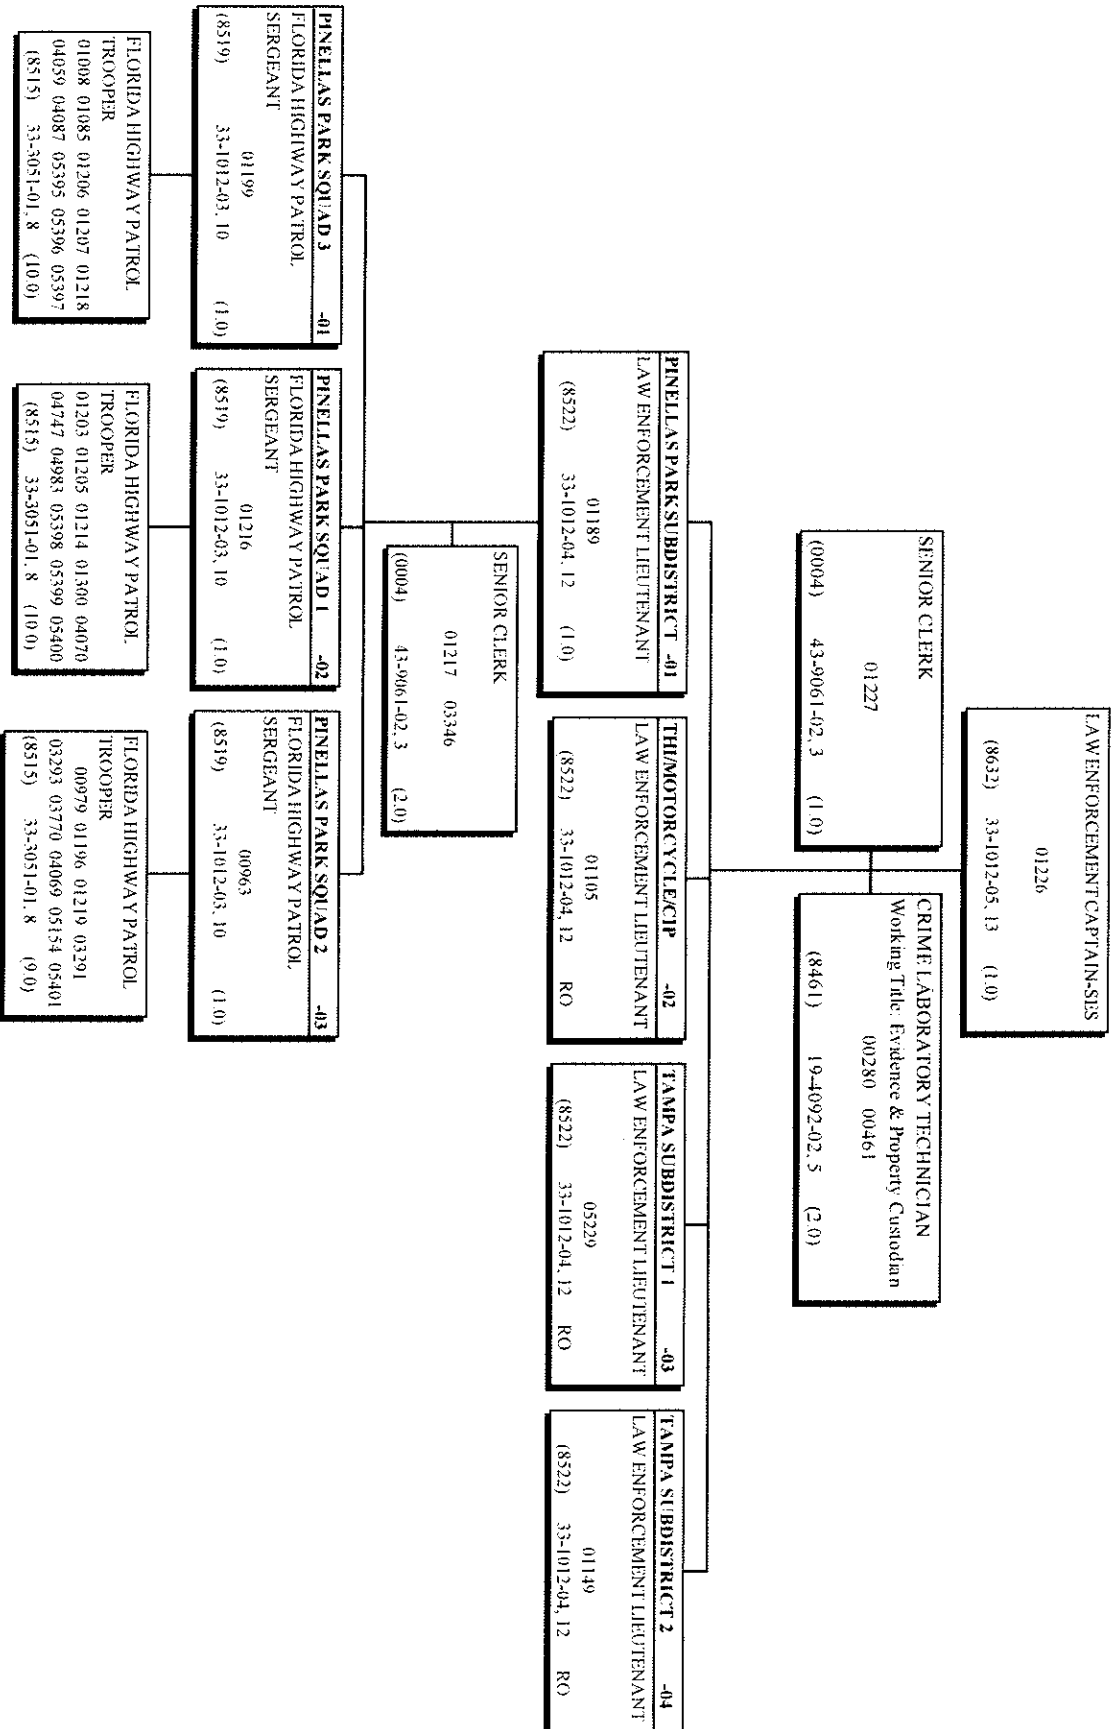 LAW ENFORCEMENT CAPTAIN-SES
01226
(8632) 33-1012-05, 13 (1.0)
SENIOR CLERK
01227
(0004) 43-9061-02, 3 (1.0)
CRIME LABORATORY TECHNICIAN
Working Title: Evidence & Property Custodian
00280 00461
(8461) 19-4092-02, 5 (2.0)
PINELLAS PARK SUBDISTRICT -01
LAW ENFORCEMENT LIEUTENANT
01189
(8522) 33-1012-04, 12 (1.0)
THI/MOTORCYCLE/CIP -02
LAW ENFORCEMENT LIEUTENANT
01105
(8522) 33-1012-04, 12 RO
TAMPA SUBDISTRICT 1 -03
LAW ENFORCEMENT LIEUTENANT
05229
(8522) 33-1012-04, 12 RO
TAMPA SUBDISTRICT 2 -04
LAW ENFORCEMENT LIEUTENANT
01149
(8522) 33-1012-04, 12 RO
SENIOR CLERK
01217 03346
(0004) 43-9061-02, 3 (2.0)
PINELLAS PARK SQUAD 3 -01
FLORIDA HIGHWAY PATROL
SERGEANT
01199
(8519) 33-1012-03, 10 (1.0)
PINELLAS PARK SQUAD 1 -02
FLORIDA HIGHWAY PATROL
SERGEANT
01216
(8519) 33-1012-03, 10 (1.0)
PINELLAS PARK SQUAD 2 -03
FLORIDA HIGHWAY PATROL
SERGEANT
00963
(8519) 33-1012-03, 10 (1.0)
FLORIDA HIGHWAY PATROL
TROOPER
01008 01085 01206 01207 01218
04059 04087 05395 05396 05397
(8515) 33-3051-01, 8 (10.0)
FLORIDA HIGHWAY PATROL
TROOPER
01203 01205 01214 01300 04070
04747 04983 05398 05399 05400
(8515) 33-3051-01, 8 (10.0)
FLORIDA HIGHWAY PATROL
TROOPER
00979 01196 01219 03291
03293 03770 04069 05154 05401
(8515) 33-3051-01, 8 (9.0)